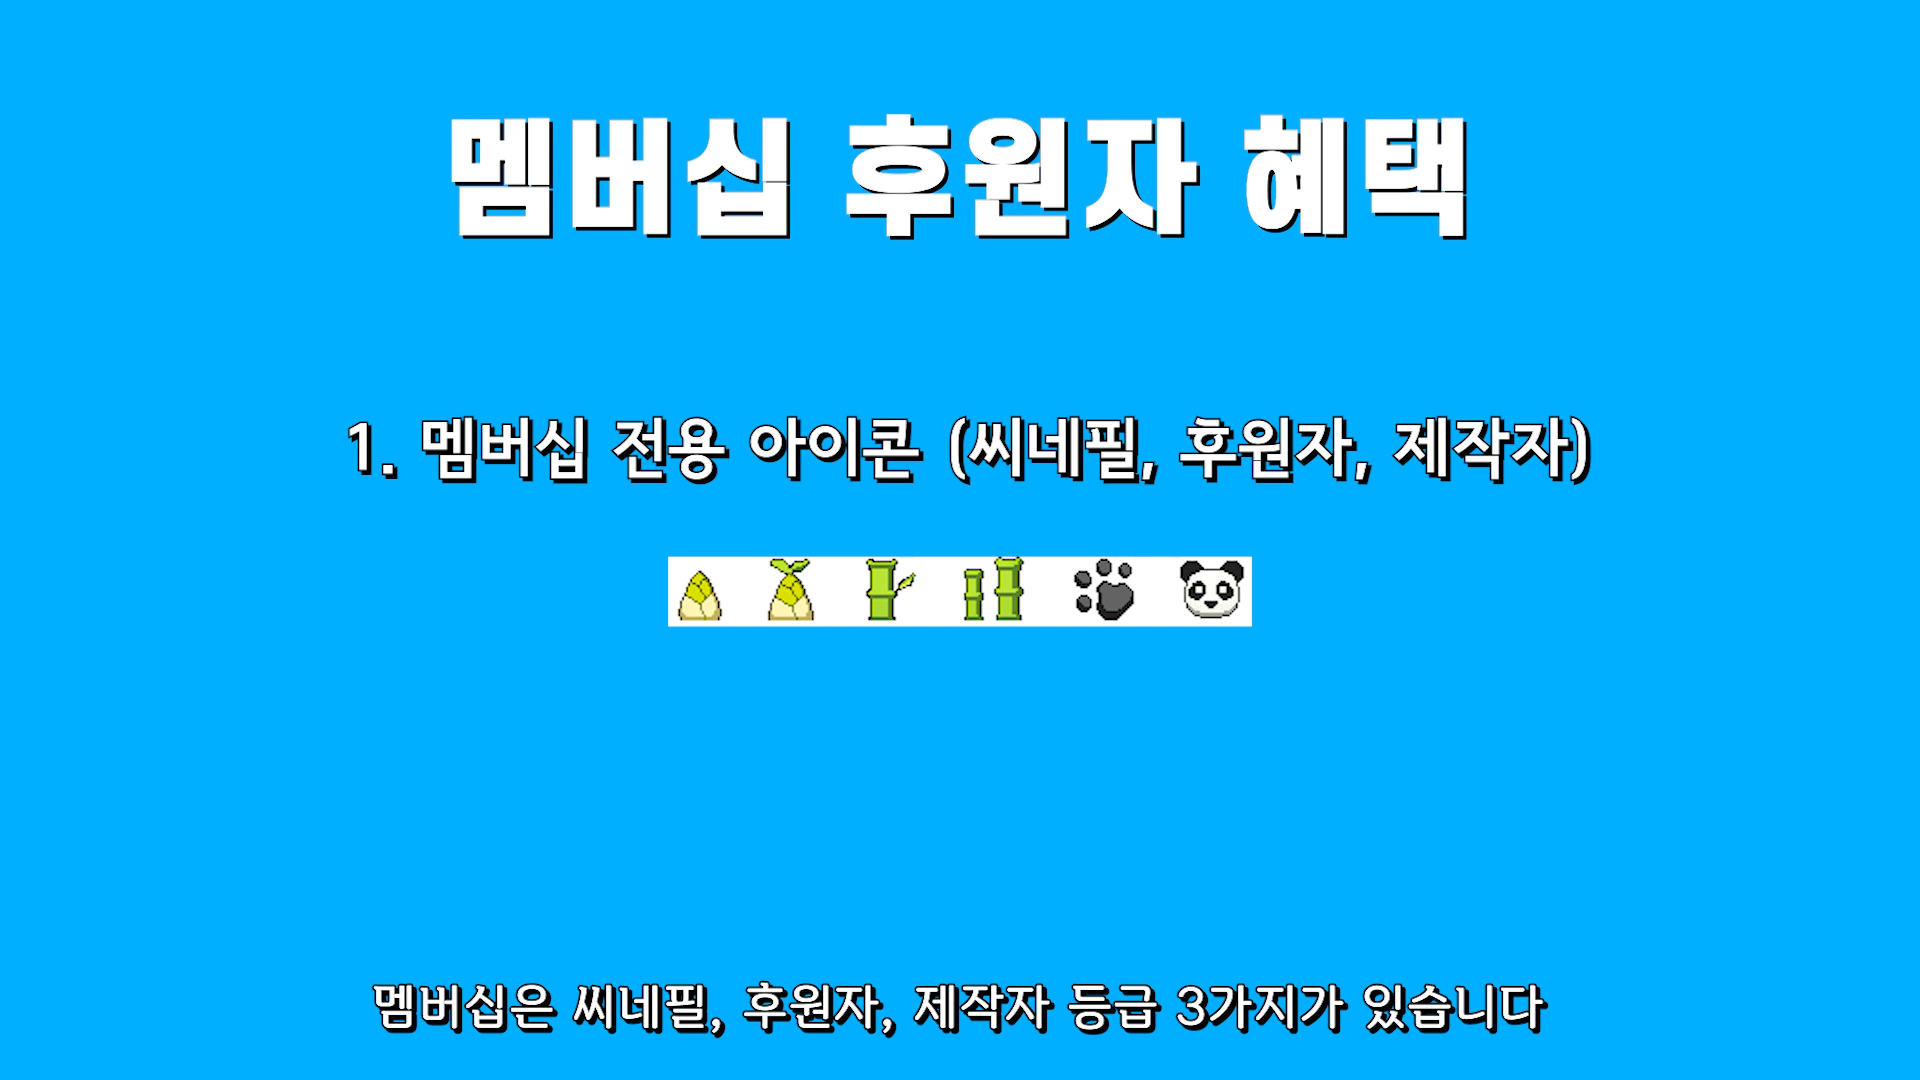 멤버십 후원자 혜택
1. 멤버십 전용 아이콘 (씨네필, 후원자, 제작자)
멤버십은 씨네필, 후원자, 제작자 등급 3가지가 있습니다